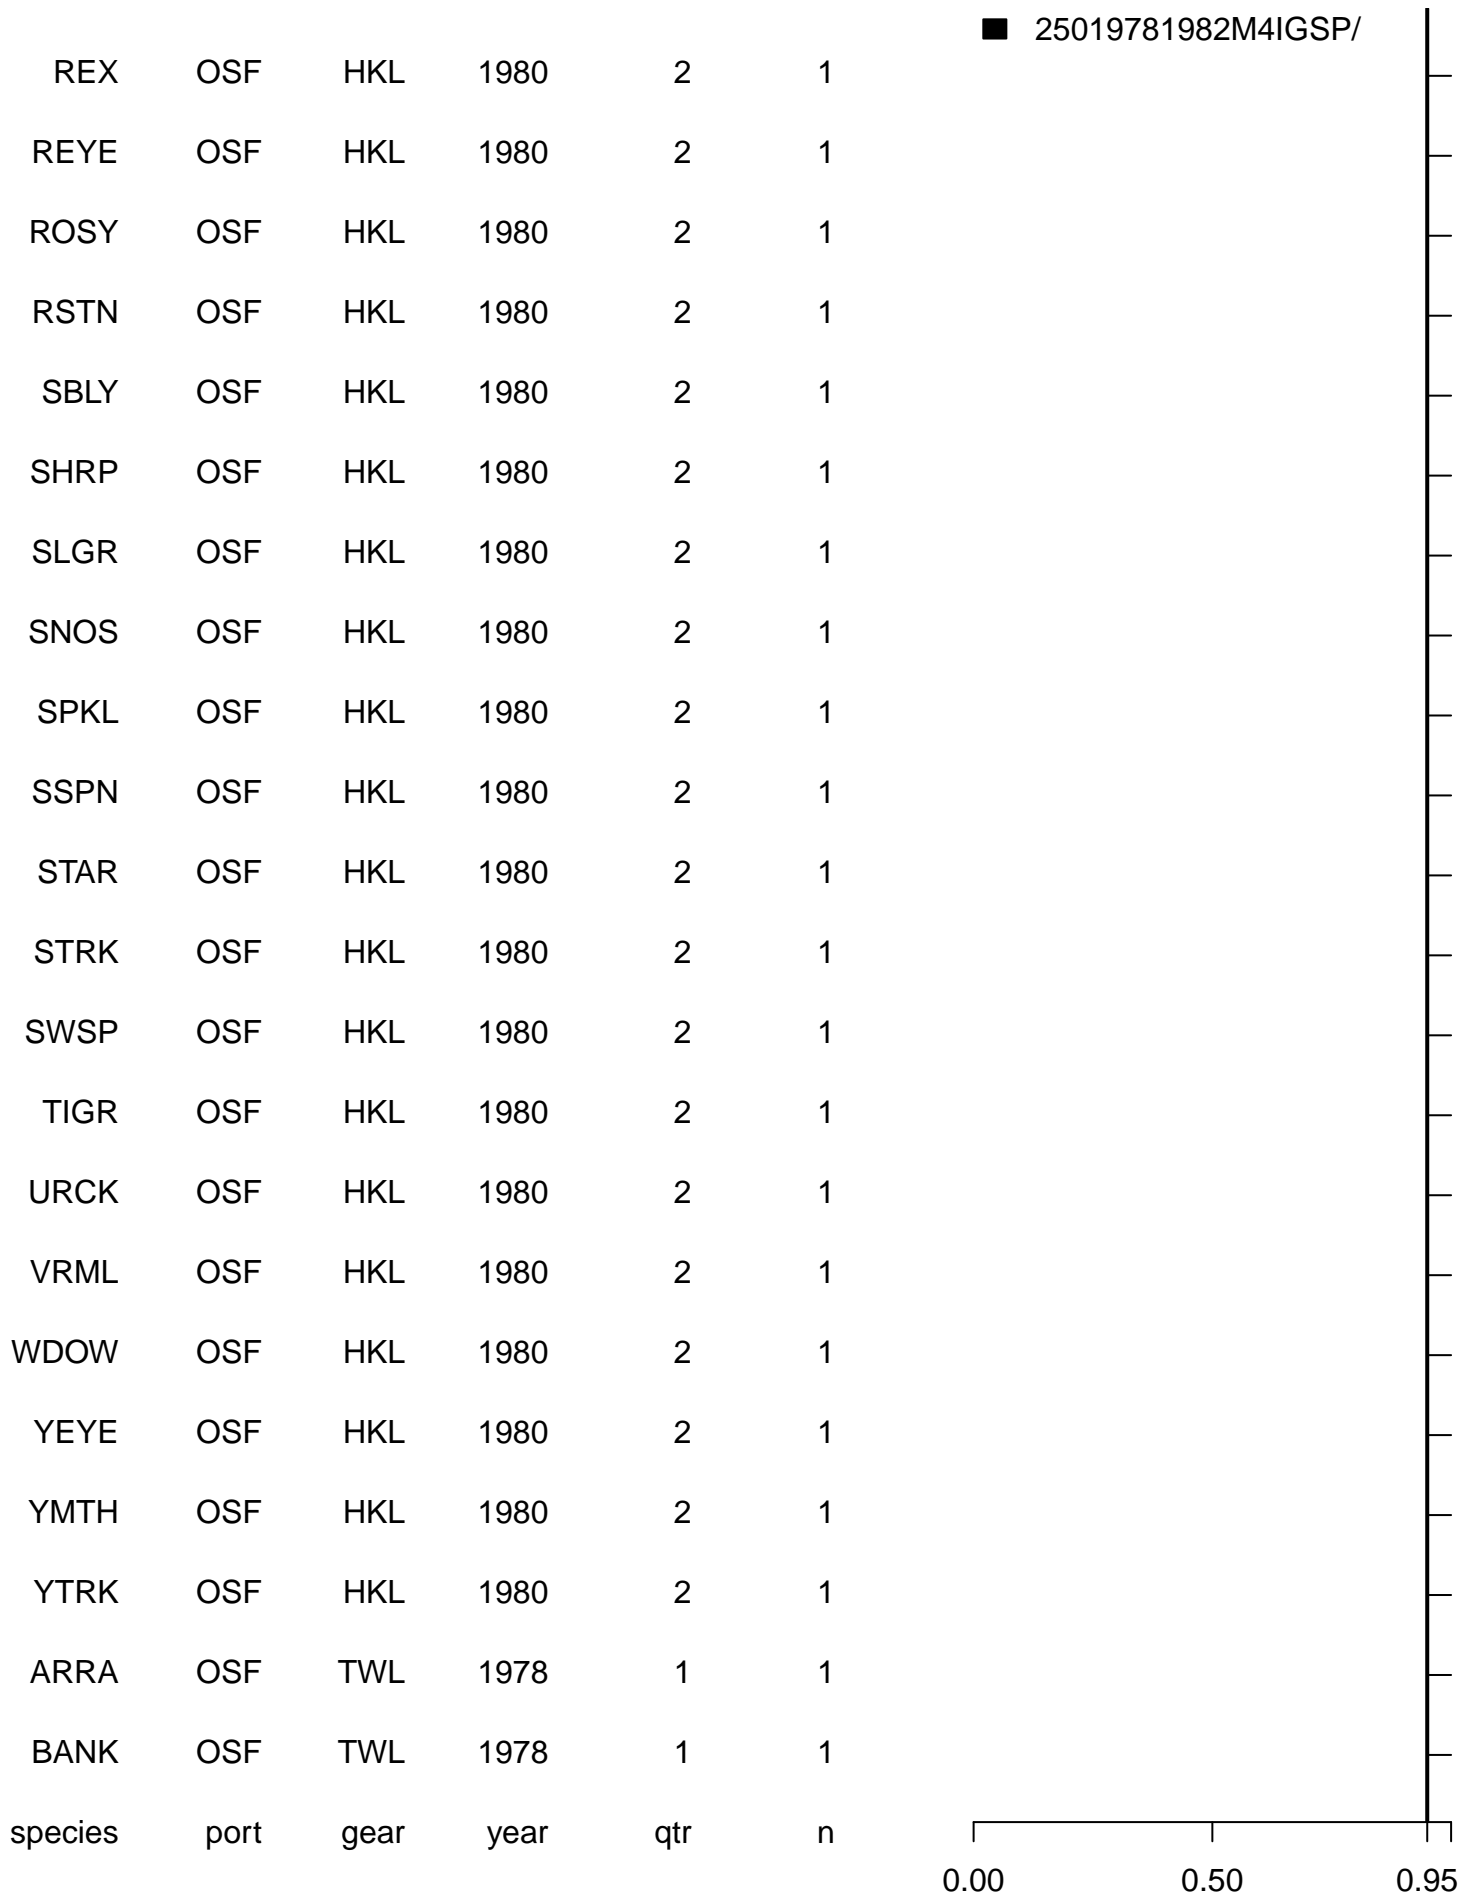 25019781982M4IGSP/
REX OSF HKL 1980 2 1
REYE OSF HKL 1980 2 1
ROSY OSF HKL 1980 2 1
RSTN OSF HKL 1980 2 1
SBLY OSF HKL 1980 2 1
SHRP OSF HKL 1980 2 1
SLGR OSF HKL 1980 2 1
SNOS OSF HKL 1980 2 1
SPKL OSF HKL 1980 2 1
SSPN OSF HKL 1980 2 1
STAR OSF HKL 1980 2 1
STRK OSF HKL 1980 2 1
SWSP OSF HKL 1980 2 1
TIGR OSF HKL 1980 2 1
URCK OSF HKL 1980 2 1
VRML OSF HKL 1980 2 1
WDOW OSF HKL 1980 2 1
YEYE OSF HKL 1980 2 1
YMTH OSF HKL 1980 2 1
YTRK OSF HKL 1980 2 1
ARRA OSF TWL 1978 1 1
BANK OSF TWL 1978 1 1
species port gear year qtr n
0.00 0.50 0.95